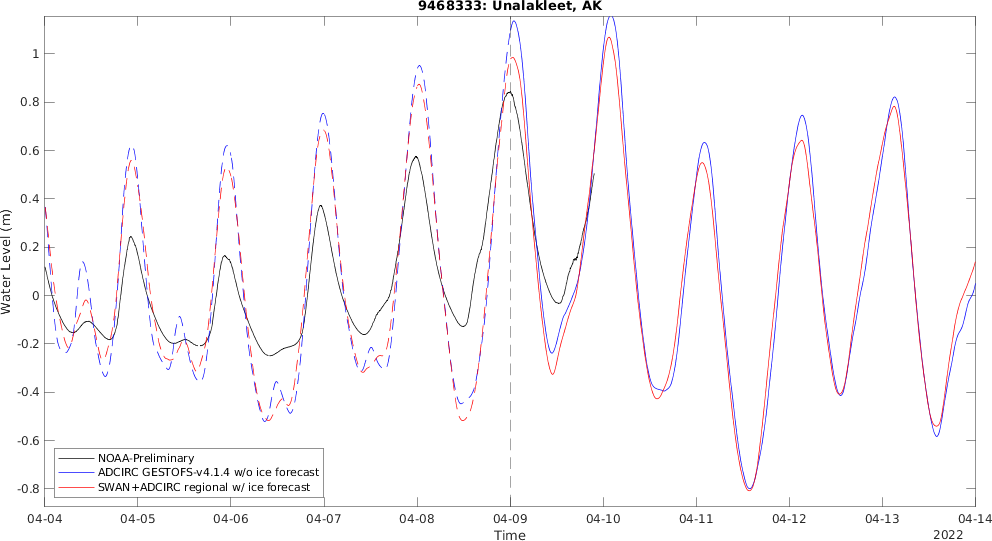 9468333: Unalakleet, AK
Water Level (m)
1
0.8
0.6
0.4
0.2
0
-0.2
-0.4
-0.6
-0.8
NOAA-Preliminary
ADCIRC GESTOFS-v4.1.4 w/o ice forecast
SWAN+ADCIRC regional w/ ice forecast
04-04 04-05 04-06 04-07 04-08 04-09 04-10 04-11 04-12 04-13 04-14
Time
2022